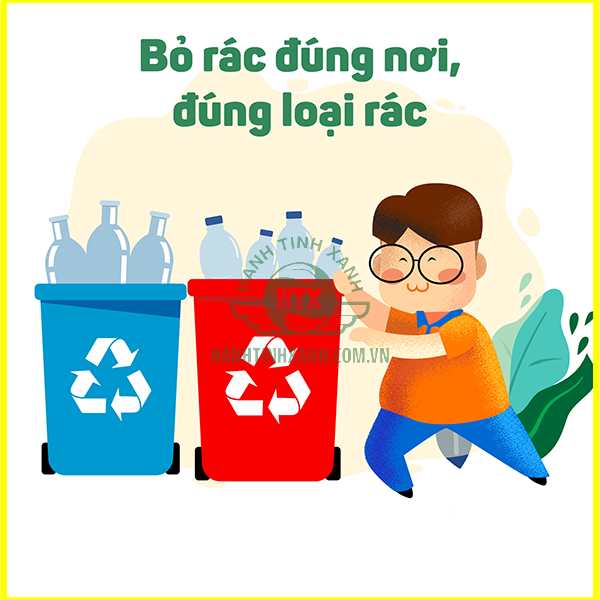 Bỏ rác đúng nơi,
đúng loại rác
HANH TINH XANH
HTX
HANHTINHXANH.COM.VN